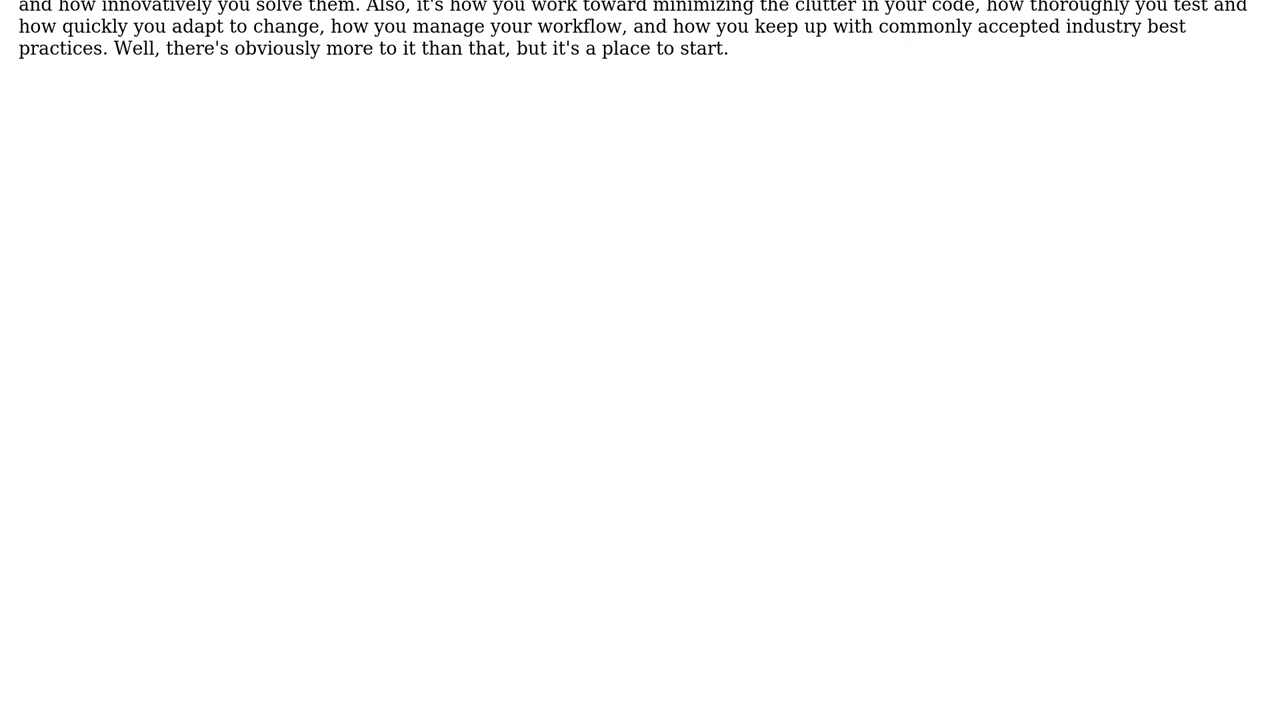 and how innovatively you solve them. Also, it's how you work toward minimizing the clutter in your code, how thoroughly you test and
how quickly you adapt to change, how you manage your workflow, and how you keep up with commonly accepted industry best
practices. Well, there's obviously more to it than that, but it's a place to start.